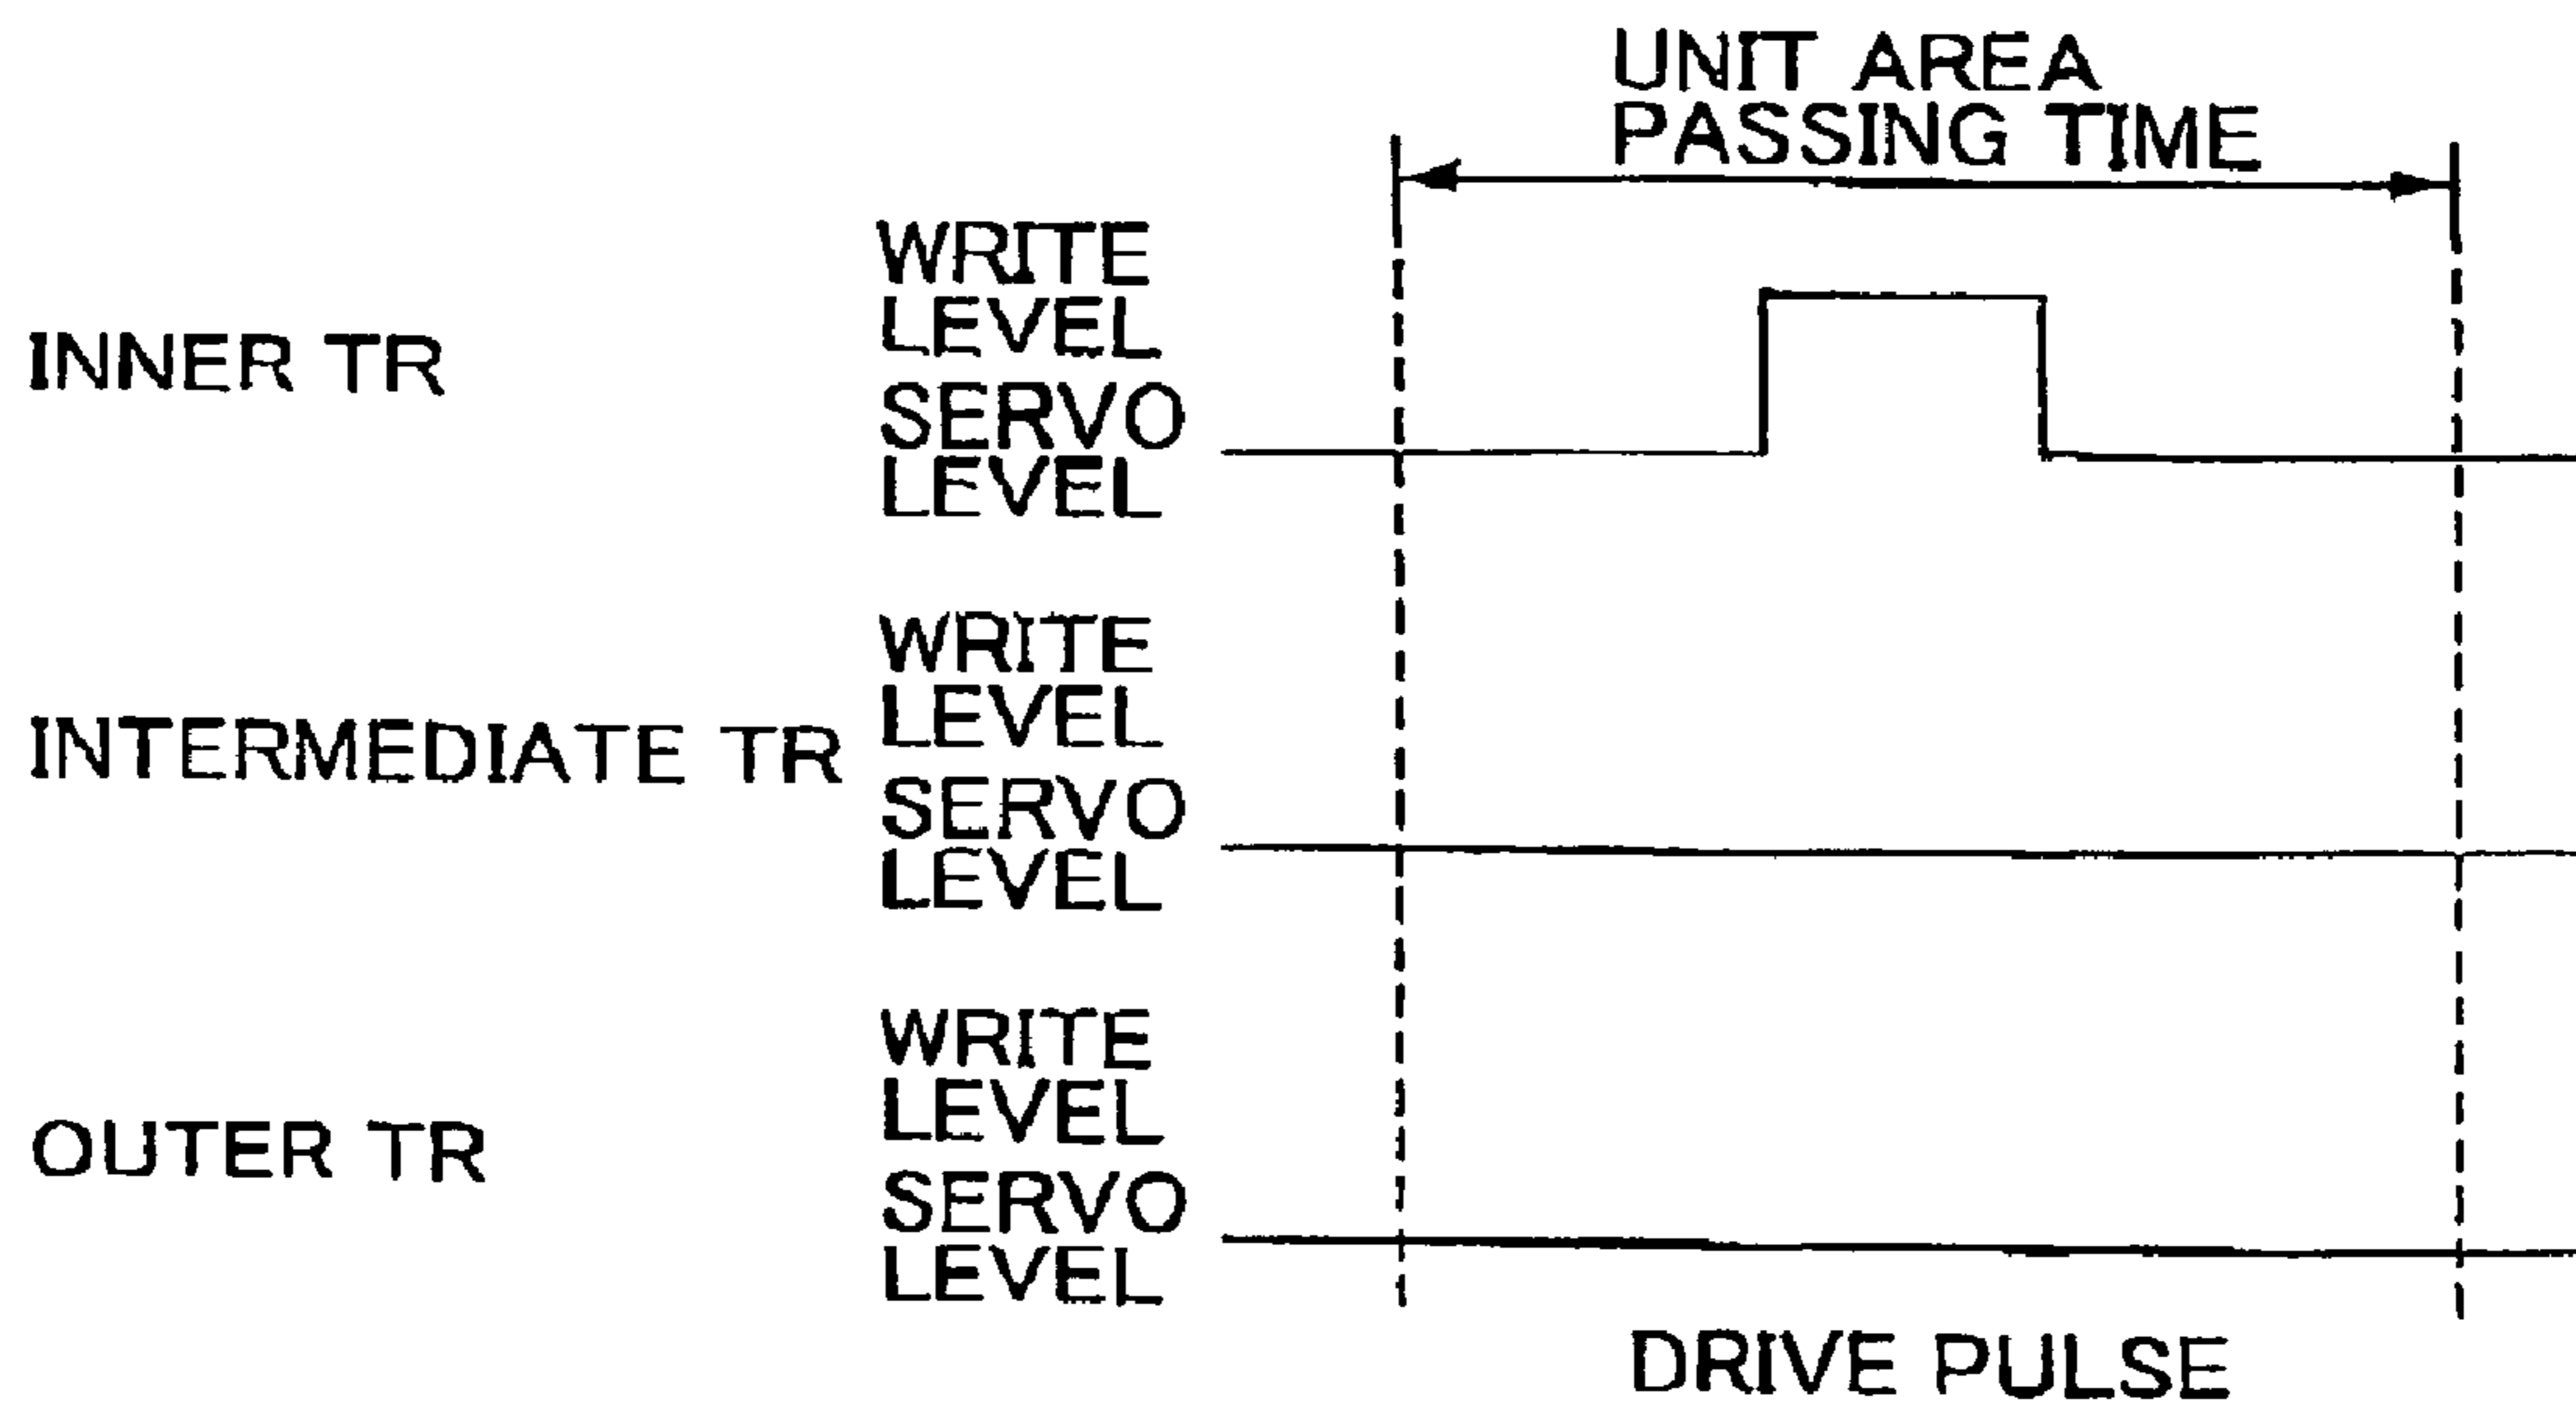 UNIT AREA
PASSING TIME
INNER TR
WRITE
LEVEL
SERVO
LEVEL
INTERMEDIATE TR
WRITE
LEVEL
SERVO
LEVEL
OUTER TR
WRITE
LEVEL
SERVO
LEVEL
DRIVE PULSE